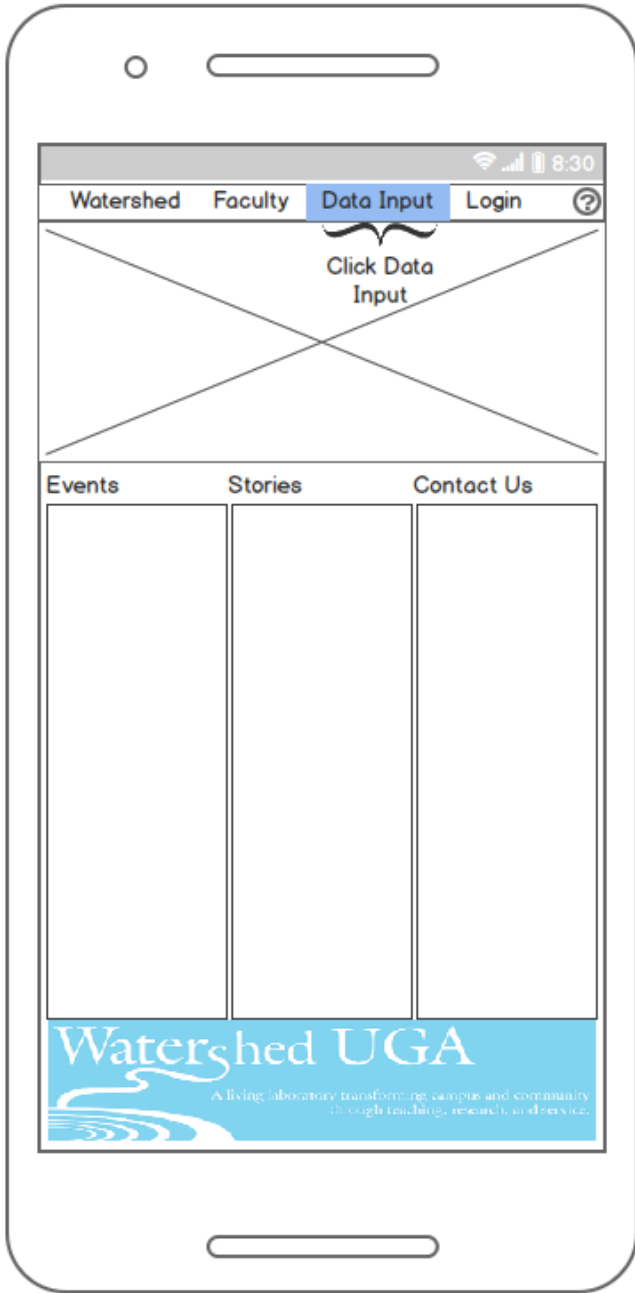 8:30
Watershed Faculty Data Input Login ?
Click Data
Input
Events Stories Contact Us
Watershed UGA
A living laboratory transforming campus and community
through teaching, research, and service.